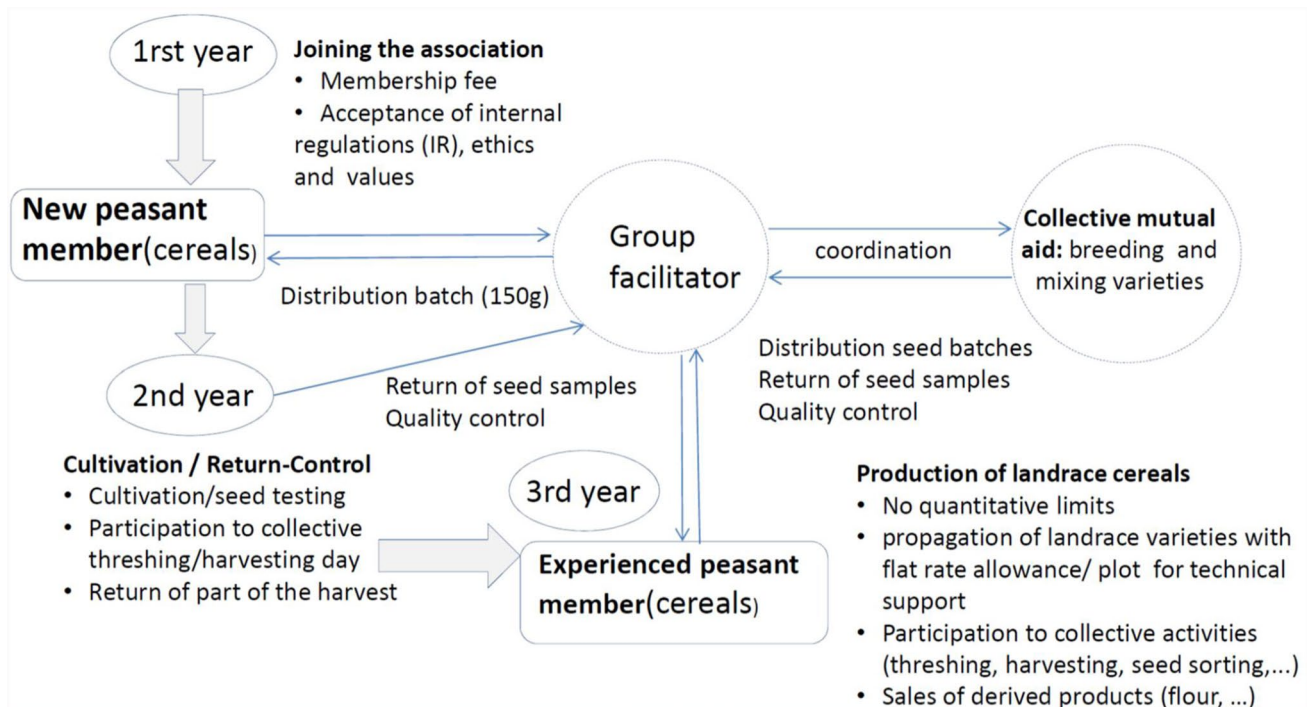 1rst year
Joining the association
• Membership fee
• Acceptance of internal
regulations (IR), ethics
and values
New peasant
member(cereals)
Group
facilitator
coordination
Collective mutual
aid: breeding and
mixing varieties
Distribution batch (150g)
2nd year
Return of seed samples
Quality control
Distribution seed batches
Return of seed samples
Quality control
Cultivation / Return-Control
• Cultivation/seed testing
• Participation to collective
threshing/harvesting day
• Return of part of the harvest
3rd year
Experienced peasant
member(cereals)
Production of landrace cereals
• No quantitative limits
• propagation of landrace varieties with
flat rate allowance/ plot for technical
support
• Participation to collective activities
(threshing, harvesting, seed sorting,...)
• Sales of derived products (flour, ...)